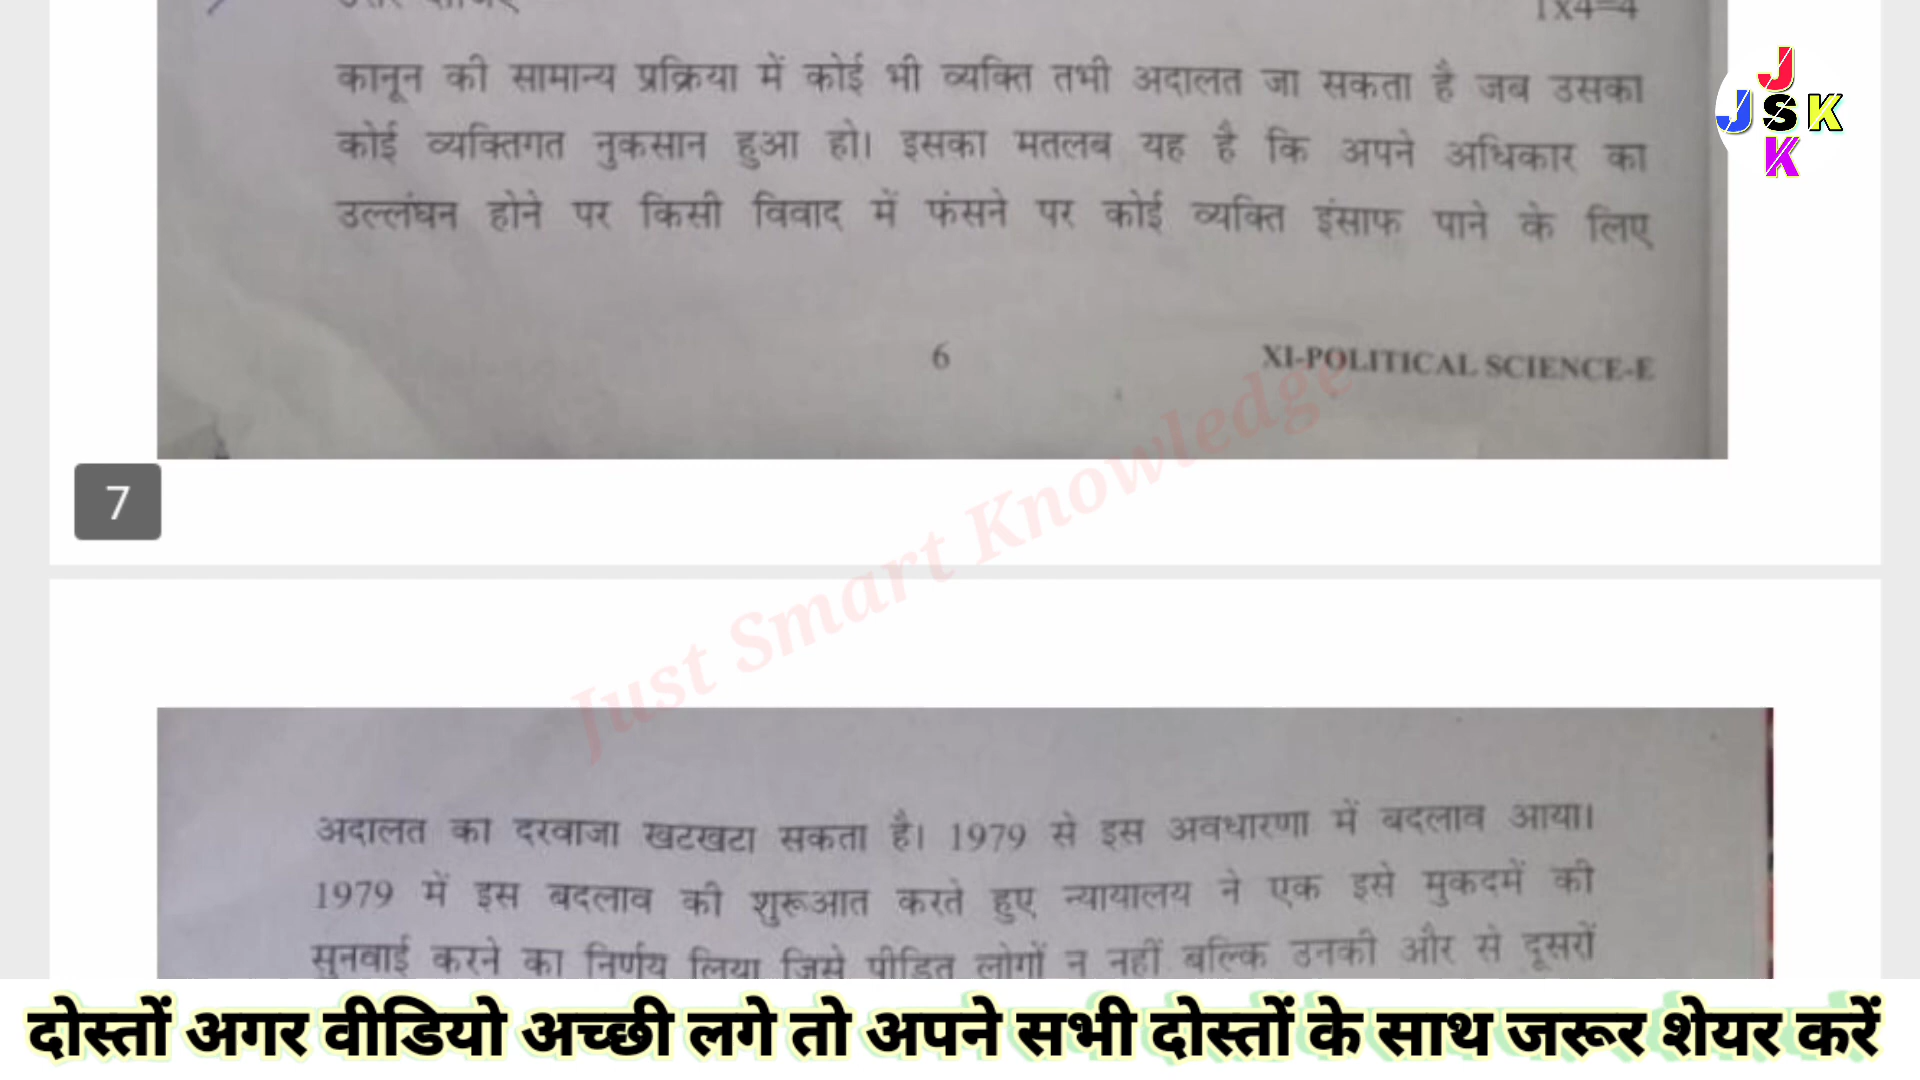 1x4=4
कानून की सामान्य प्रक्रिया में कोई भी व्यक्ति तभी अदालत जा सकता है जब उसका
कोई व्यक्तिगत नुकसान हुआ हो। इसका मतलब यह है कि अपने अधिकार का
उल्लंघन होने पर किसी विवाद में फंसने पर कोई व्यक्ति इंसाफ पाने के लिए
6 XI-POLITICAL SCIENCE-E
J
JSK
K
7
Just Smart Knowledge
अदालत का दरवाजा खटखटा सकता है। 1979 से इस अवधारणा में बदलाव आया।
1979 में इस बदलाव की शुरूआत करते हुए न्यायालय ने एक इसे मुकदमें की
सुनवाई करने का निर्णय लिया जिसे पीडित लोगों न नहीं बल्कि उनकी और से दूसरों
दोस्तों अगर वीडियो अच्छी लगे तो अपने सभी दोस्तों के साथ जरूर शेयर करें